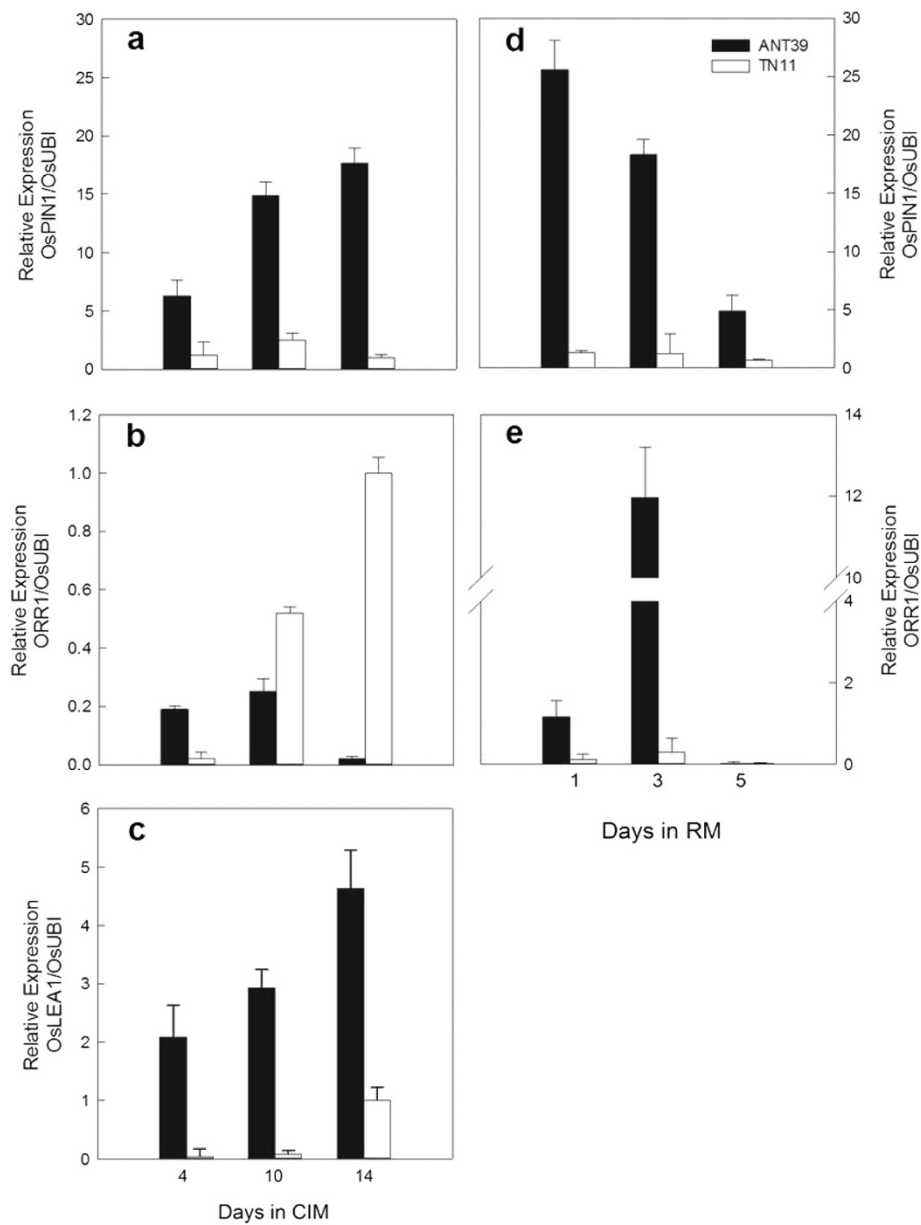 a
30
25
20
15
10
5
0
Relative Expression
OsPIN1/OsUBI
d
ANT39
TN11
30
25
20
15
10
5
0
Relative Expression
OsPIN1/OsUBI
b
1.2
1.0
0.8
0.6
0.4
0.2
0.0
Relative Expression
ORR1/OsUBI
e
14
12
10
4
2
0
Relative Expression
ORR1/OsUBI
1 3 5
Days in RM
c
6
5
4
3
2
1
0
Relative Expression
OsLEA1/OsUBI
4 10 14
Days in CIM